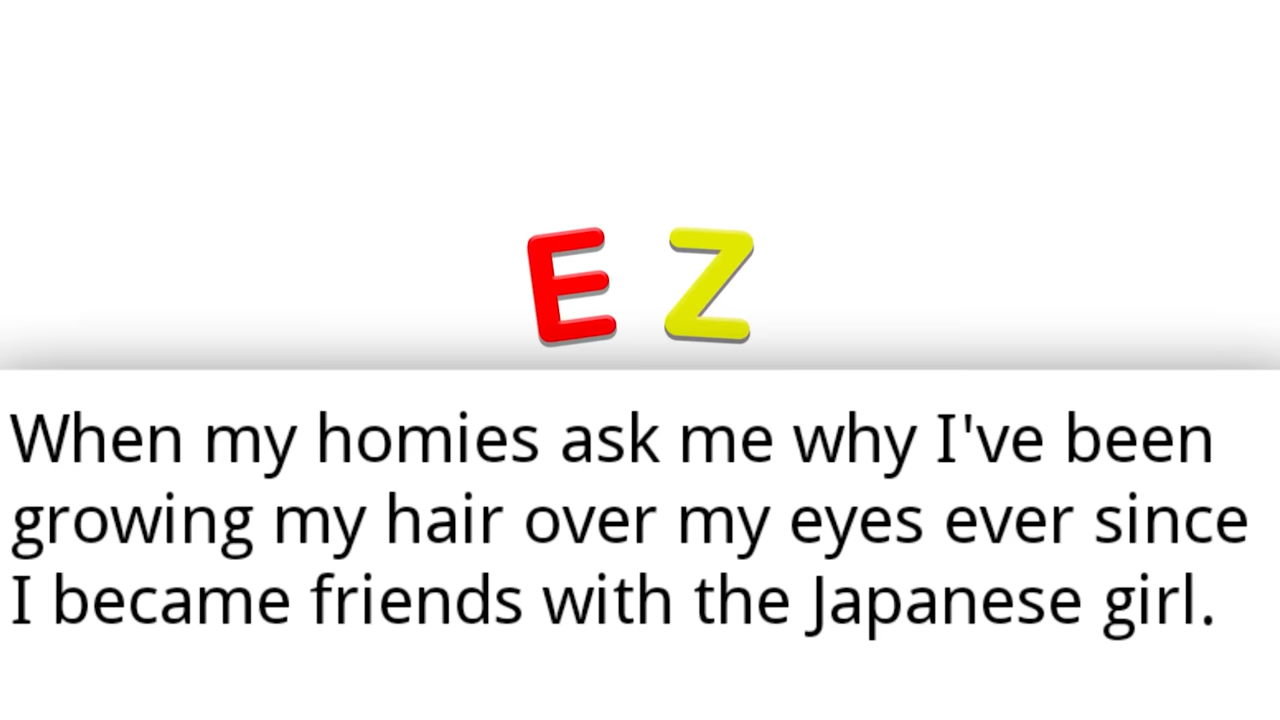 E Z
When my homies ask me why I've been
growing my hair over my eyes ever since
I became friends with the Japanese girl.